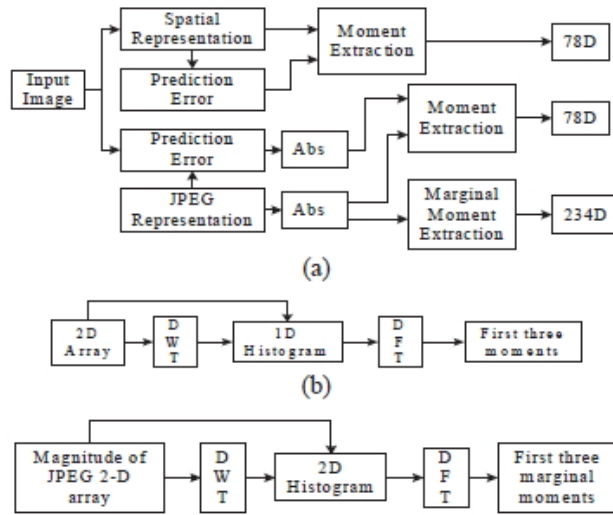 Spatial
Representation
Moment
Extraction
78D
Input
Image
Prediction
Error
Moment
Extraction
78D
Prediction
Error
Abs
JPEG
Representation
Abs
Marginal
Moment
Extraction
234D
(a)
2D
Array
D
W
T
1D
Histogram
D
F
T
First three
moments
(b)
Magnitude of
JPEG 2-D
array
D
W
T
2D
Histogram
D
F
T
First three
marginal
moments